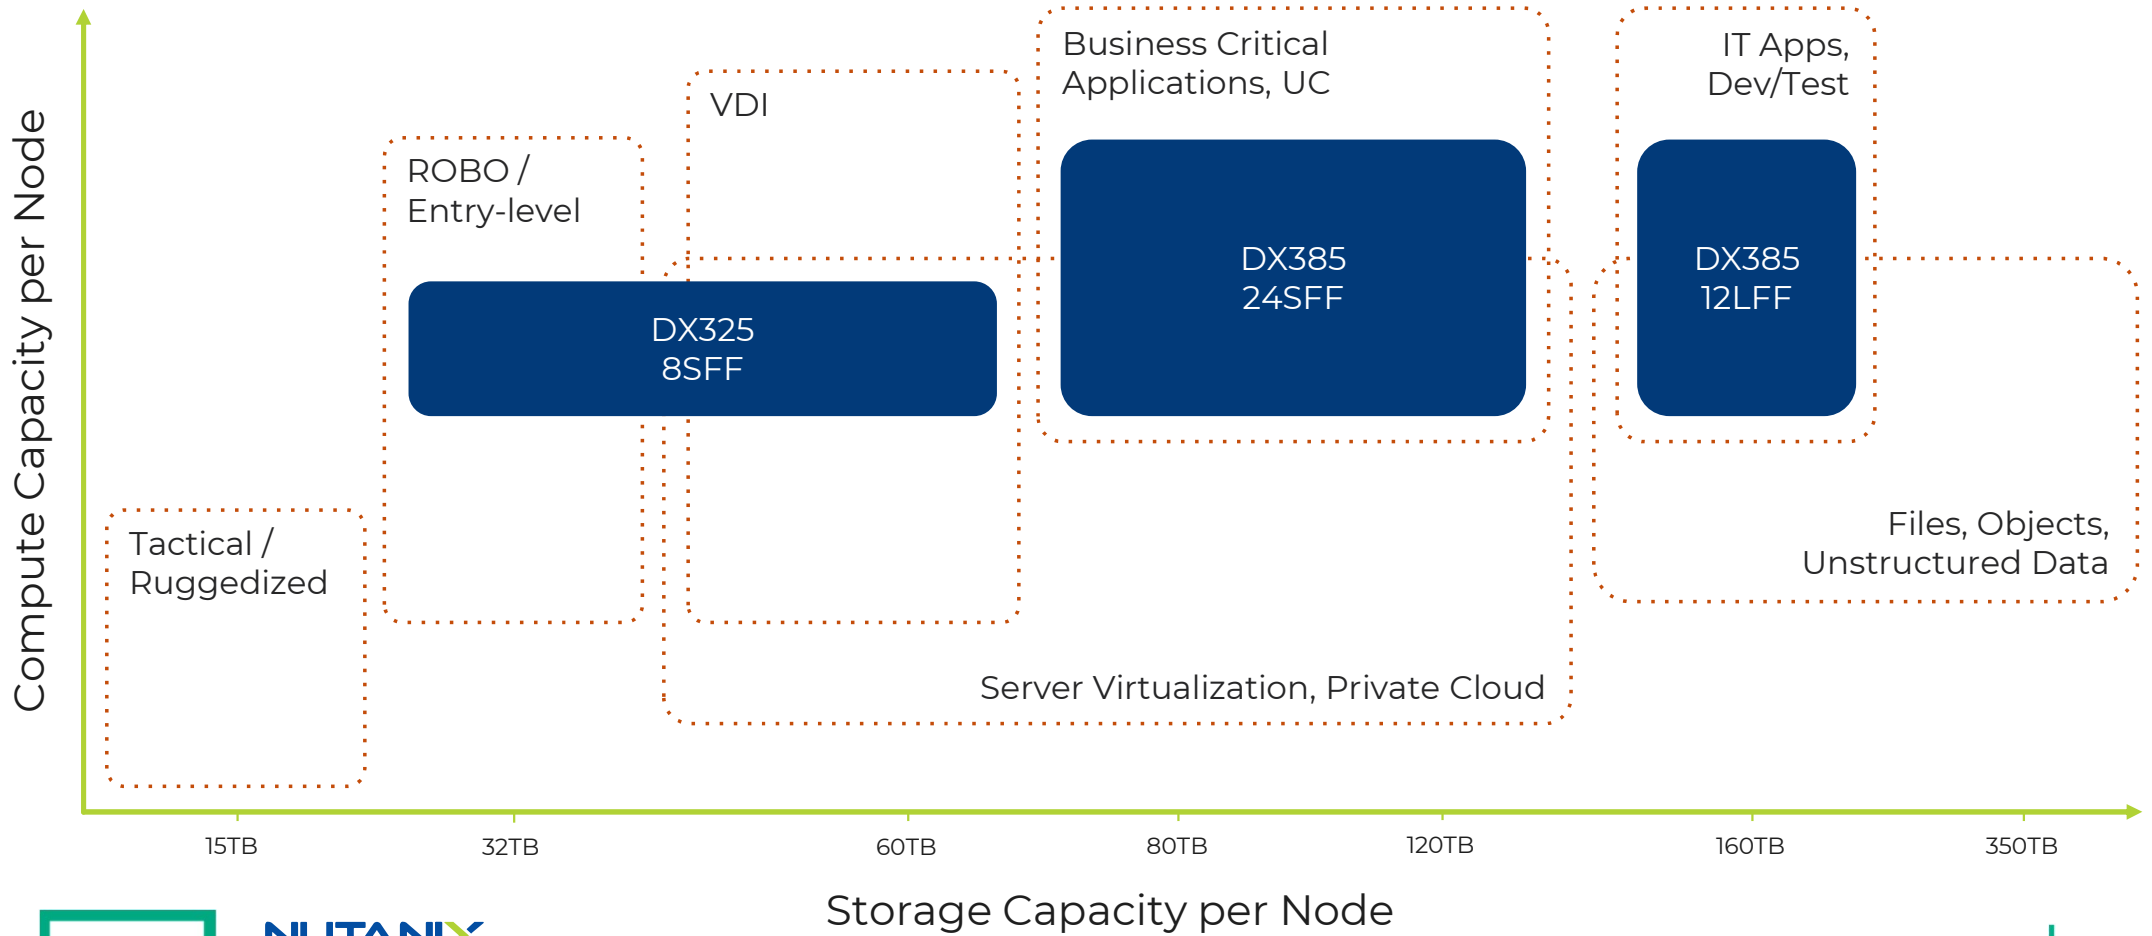 Compute Capacity per Node
Business Critical
Applications, UC
IT Apps,
Dev/Test
VDI
ROBO /
Entry-level
DX385
24SFF
DX385
12LFF
DX325
8SFF
Tactical /
Ruggedized
Files, Objects,
Unstructured Data
Server Virtualization, Private Cloud
15TB
32TB
60TB
80TB
120TB
160TB
350TB
Storage Capacity per Node
NUTANIX